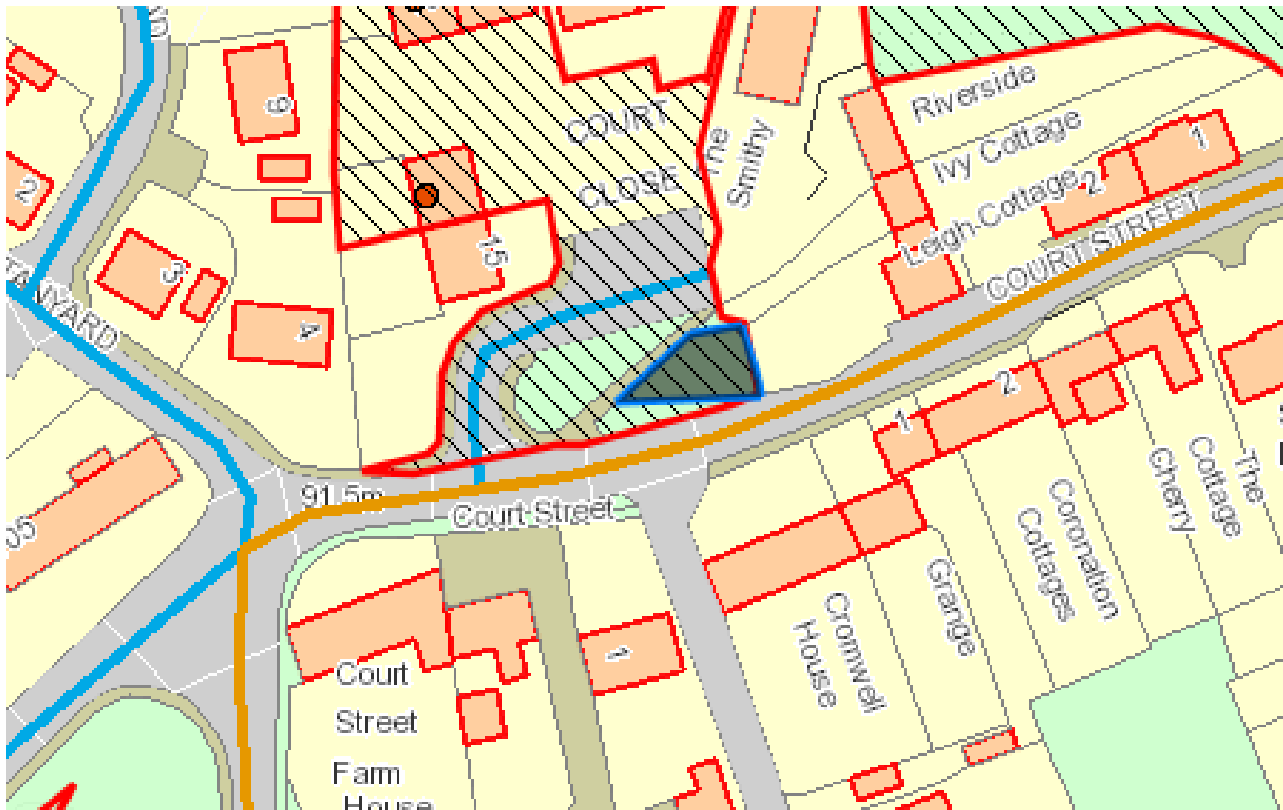 9
COURT
CLOSE
The
Smithy
Riverside
Ivy Cottage
Leigh Cottage
1
2
COURT STREET
2
3
4
15
YARD
91.5m
Court Street
05
1
2
The
Cottage
Cherry
Coronation
Cottages
Grange
Cromwell
House
1
Court
Street
Farm
House